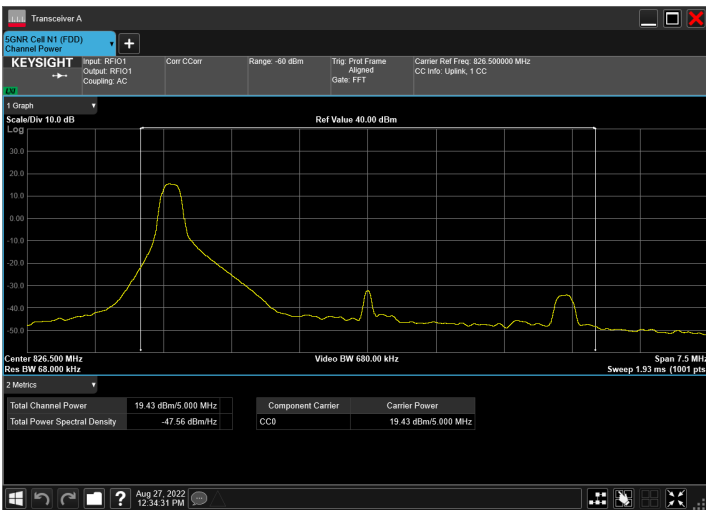 Transceiver A
5GNR Cell N1 (FDD)
Channel Power
+
KEYSIGHT
Input: RFIO1
Output: RFIO1
Coupling: AC
Corr CCorr
Range: -60 dBm
Trig: Prot Frame
Aligned
Gate: FFT
Carrier Ref Freq: 826.500000 MHz
CC Info: Uplink, 1 CC
LXI
1 Graph
Scale/Div 10.0 dB
Ref Value 40.00 dBm
Log
30.0
20.0
10.0
0.00
-10.0
-20.0
-30.0
-40.0
-50.0
Center 826.500 MHz
Video BW 680.00 kHz
Span 7.5 MHz
Res BW 68.000 kHz
Sweep 1.93 ms (1001 pts
2 Metrics
Total Channel Power 19.43 dBm/5.000 MHz
Total Power Spectral Density -47.56 dBm/Hz
Component Carrier Carrier Power
CC0 19.43 dBm/5.000 MHz
?
Aug 27, 2022
12:34:31 PM